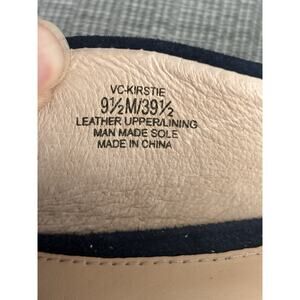 VC-KIRSTIE
9½M/39½
LEATHER UPPER/LINING
MAN MADE SOLE
MADE IN CHINA